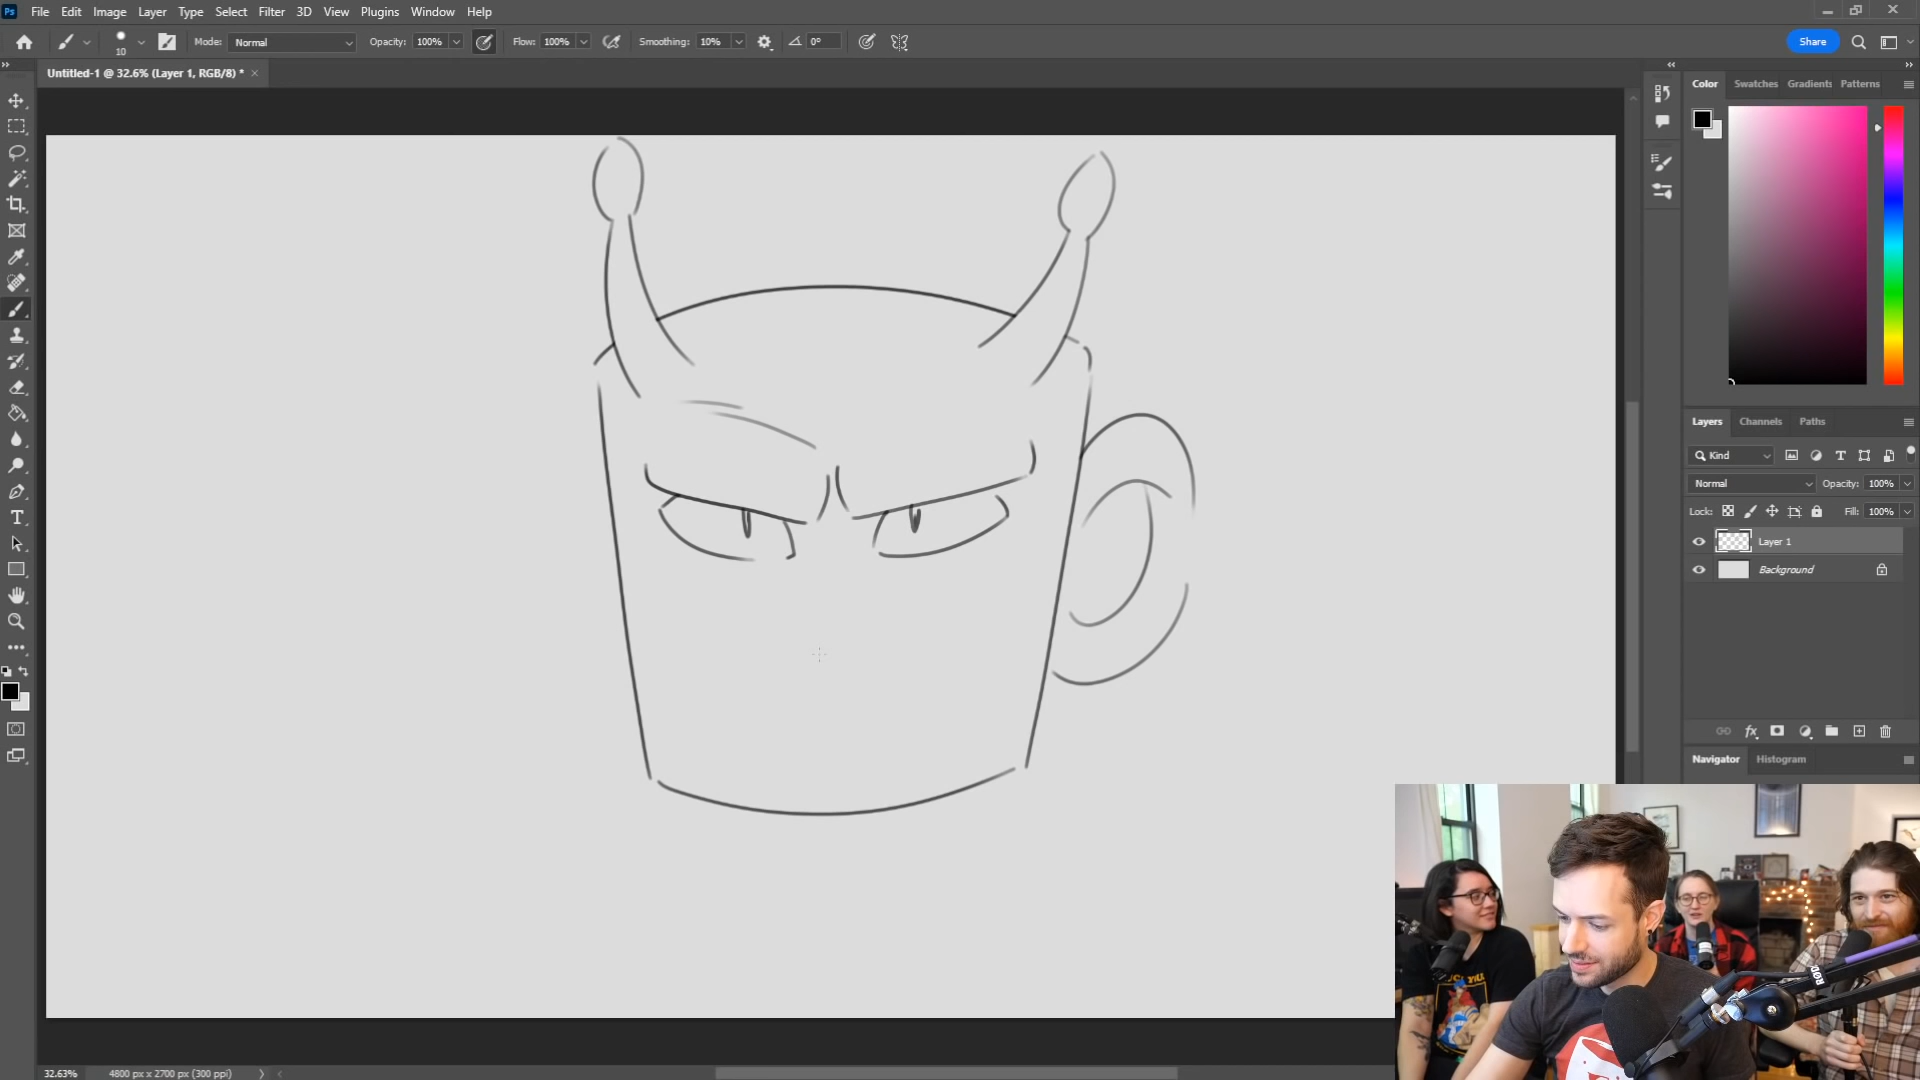 Ps File Edit Image Layer Type Select Filter 3D View Plugins Window Help
10 Mode: Normal Opacity: 100% Flow: 100% Smoothing: 10% 0° Share
Untitled-1 @ 32.6% (Layer 1, RGB/8) *
Color Swatches Gradients Patterns
Layers Channels Paths
Kind
Normal Opacity: 100%
Lock: Fill: 100%
Layer 1
Background
Navigator Histogram
RØDE
32.63% 4800 px x 2700 px (300 ppi)